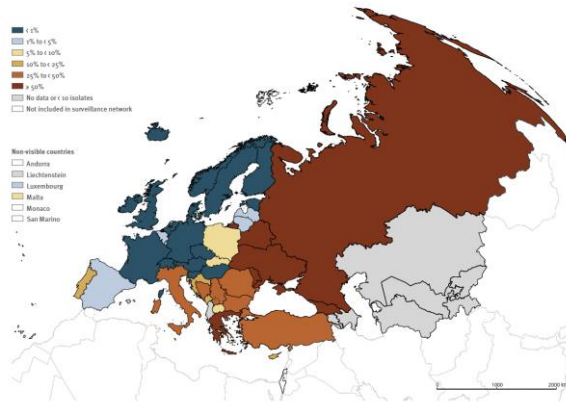 < 1%
1% to < 5%
5% to < 10%
10% to < 25%
25% to < 50%
≥ 50%
No data or < 10 isolates
Not included in surveillance network
Non-visible countries
Andorra
Liechtenstein
Luxembourg
Malta
Monaco
San Marino
0 1000 2000